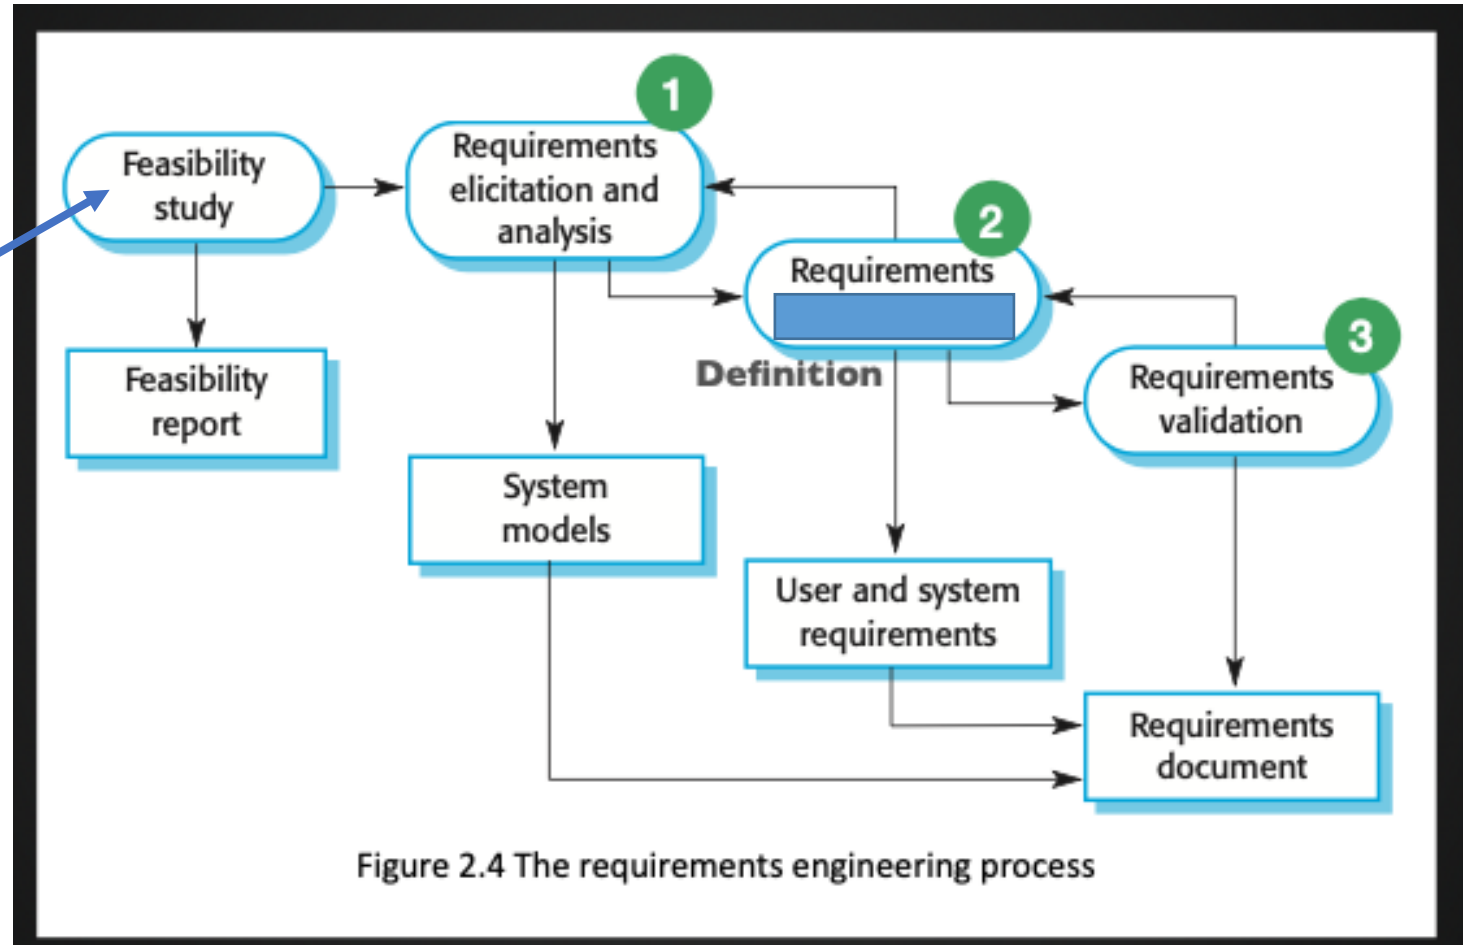 1
Feasibility
study
Requirements
elicitation and
analysis
2
Requirements
Definition
3
Requirements
validation
Feasibility
report
System
models
User and system
requirements
Requirements
document
Figure 2.4 The requirements engineering process